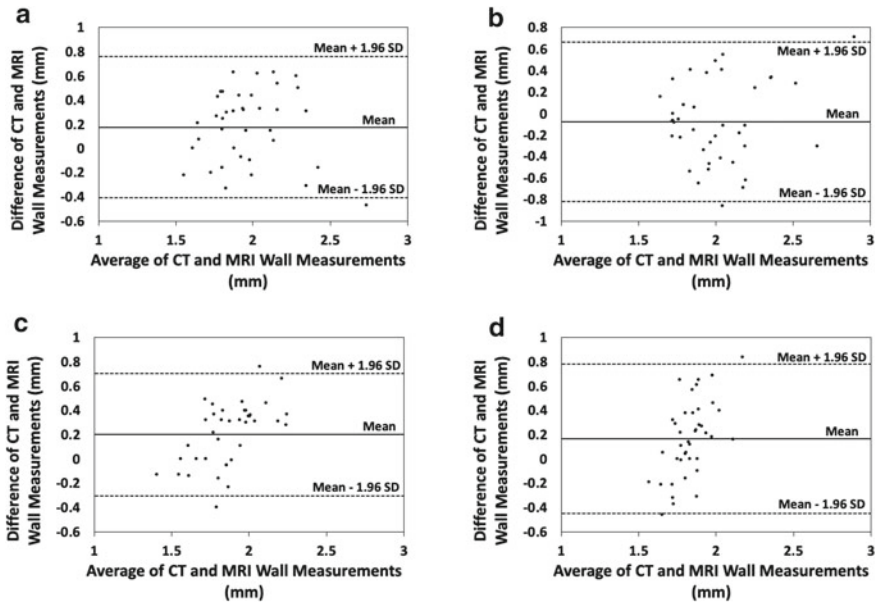 a
Difference of CT and MRI
Wall Measurements (mm)
1
0.8
0.6
0.4
0.2
0
-0.2
-0.4
-0.6
Mean + 1.96 SD
Mean
Mean - 1.96 SD
1
1.5
2
2.5
3
Average of CT and MRI Wall Measurements
(mm)
b
Difference of CT and MRI
Wall Measurements (mm)
0.8
0.6
0.4
0.2
0
-0.2
-0.4
-0.6
-0.8
-1
Mean + 1.96 SD
Mean
Mean - 1.96 SD
1
1.5
2
2.5
3
Average of CT and MRI Wall Measurements
(mm)
c
Difference of CT and MRI
Wall Measurements (mm)
1
0.8
0.6
0.4
0.2
0
-0.2
-0.4
-0.6
Mean + 1.96 SD
Mean
Mean - 1.96 SD
1
1.5
2
2.5
3
Average of CT and MRI Wall Measurements
(mm)
d
Difference of CT and MRI
Wall Measurements (mm)
1
0.8
0.6
0.4
0.2
0
-0.2
-0.4
-0.6
Mean + 1.96 SD
Mean
Mean - 1.96 SD
1
1.5
2
2.5
3
Average of CT and MRI Wall Measurements
(mm)